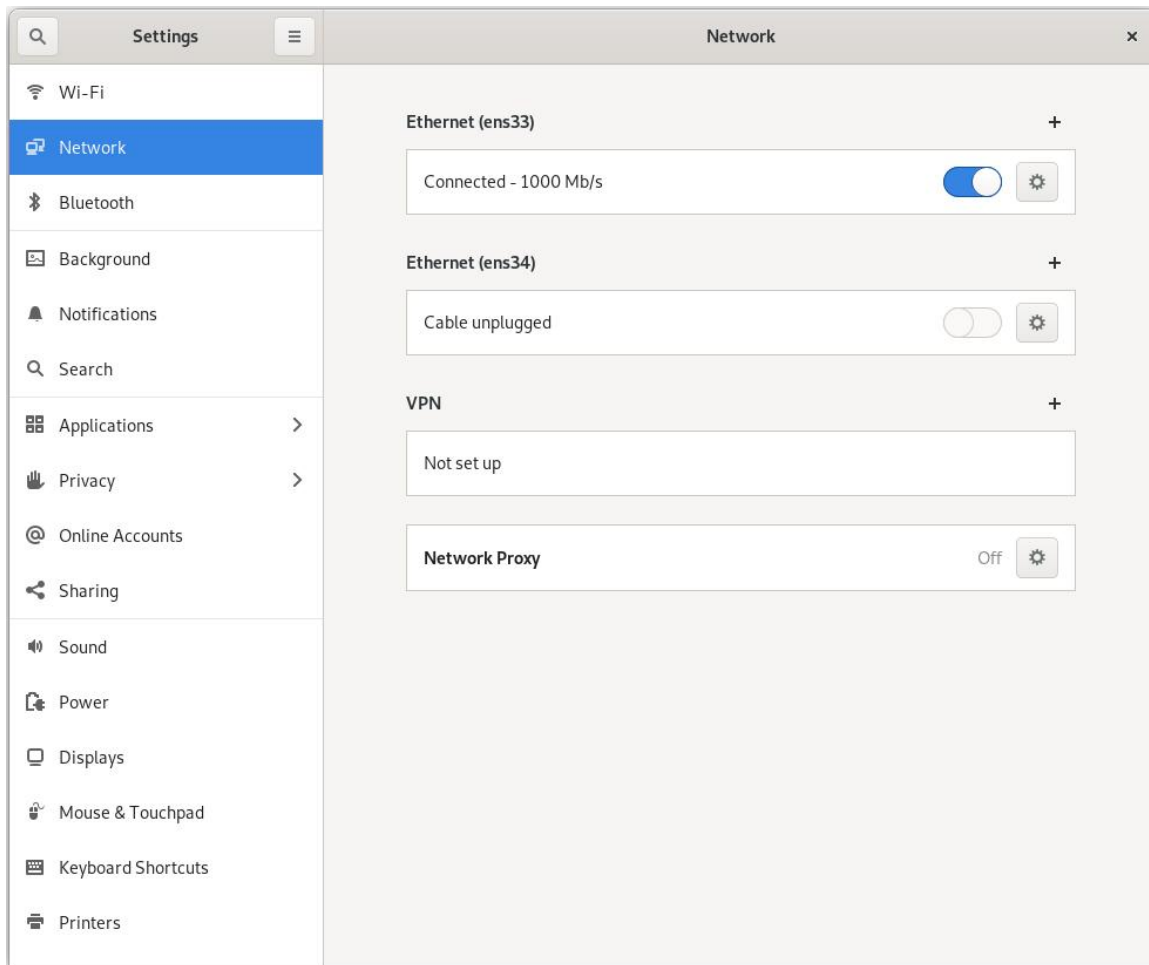 Settings
Network
Wi-Fi
Network
Bluetooth
Background
Notifications
Search
Applications
Privacy
Online Accounts
Sharing
Sound
Power
Displays
Mouse & Touchpad
Keyboard Shortcuts
Printers
Ethernet (ens33)
Connected - 1000 Mb/s
Ethernet (ens34)
Cable unplugged
VPN
Not set up
Network Proxy Off